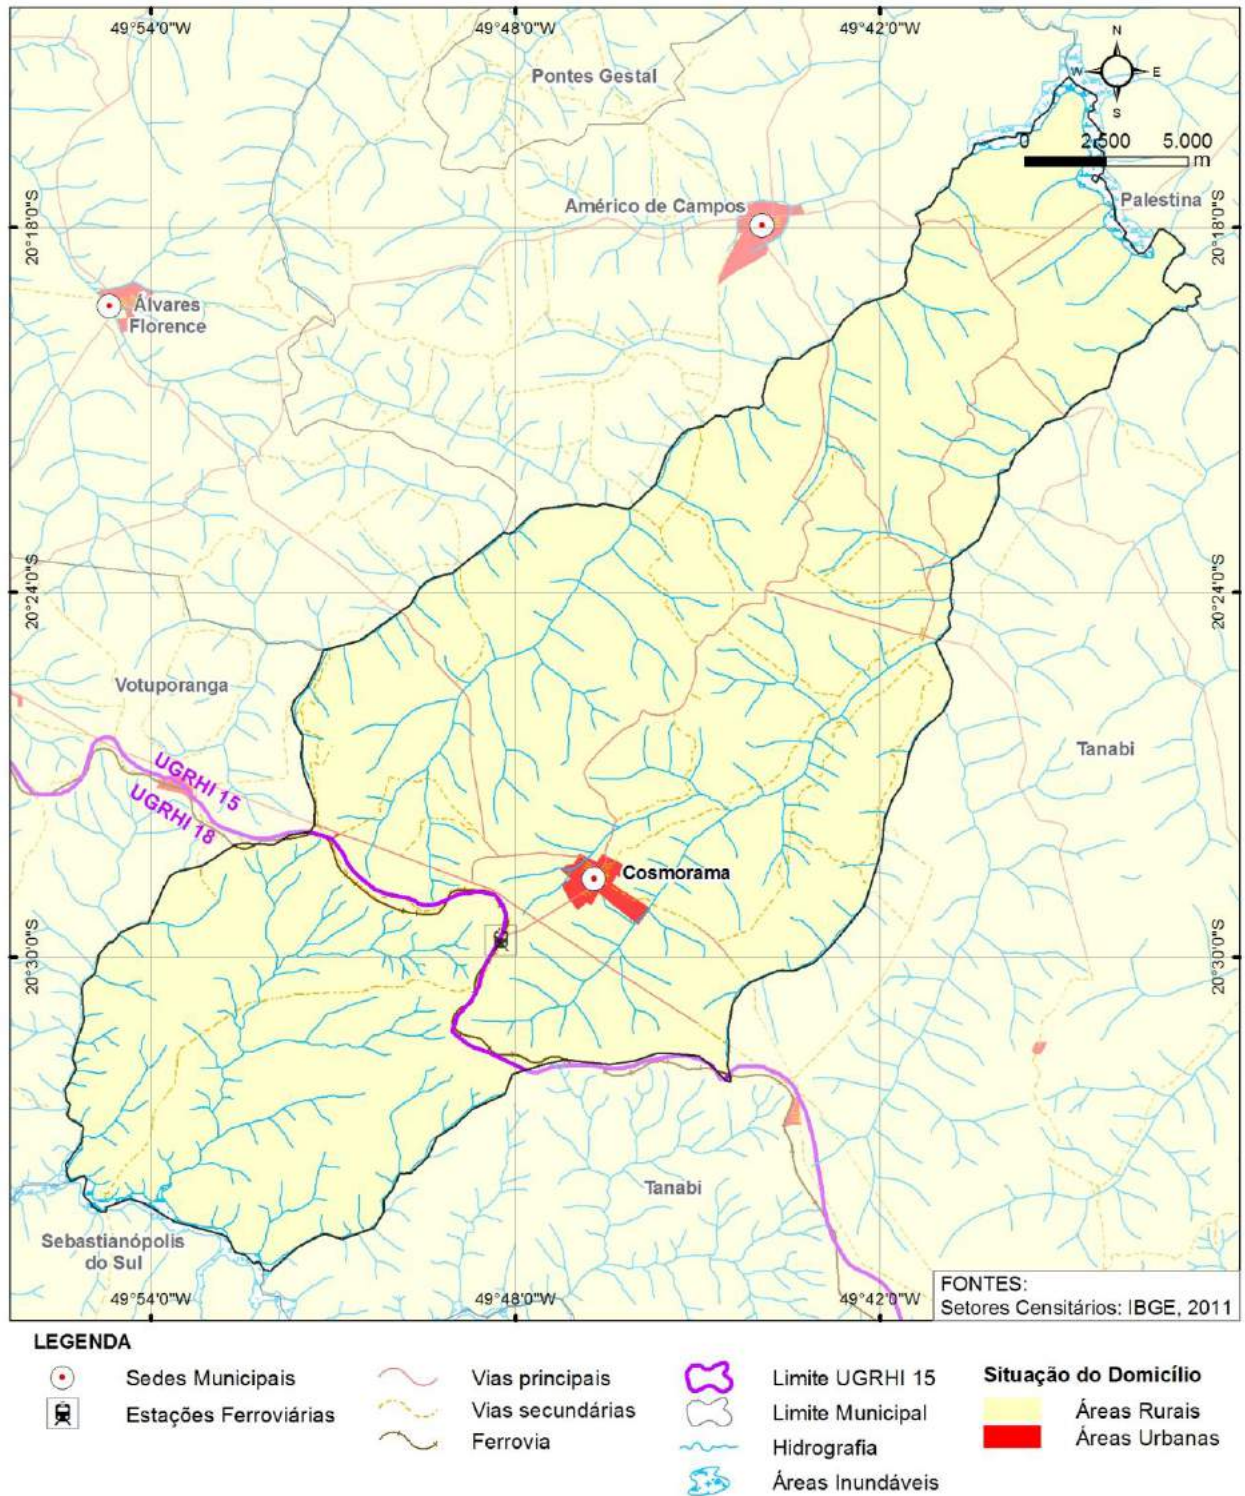 49°54'0"W
49°48'0"W
49°42'0"W
N
W
E
S
Pontes Gestal
0
2.500
5.000
m
Américo de Campos
Palestina
20°18'0"S
20°18'0"S
Álvares
Florence
20°24'0"S
20°24'0"S
Votuporanga
Tanabi
UGRHI 15
UGRHI 18
Cosmorama
20°30'0"S
20°30'0"S
Tanabi
Sebastianópolis
do Sul
49°54'0"W
49°48'0"W
49°42'0"W
FONTES:
Setores Censitários: IBGE, 2011
LEGENDA
Sedes Municipais
Estações Ferroviárias
Vias principais
Vias secundárias
Ferrovia
Limite UGRHI 15
Limite Municipal
Hidrografia
Áreas Inundáveis
Situação do Domicílio
Áreas Rurais
Áreas Urbanas